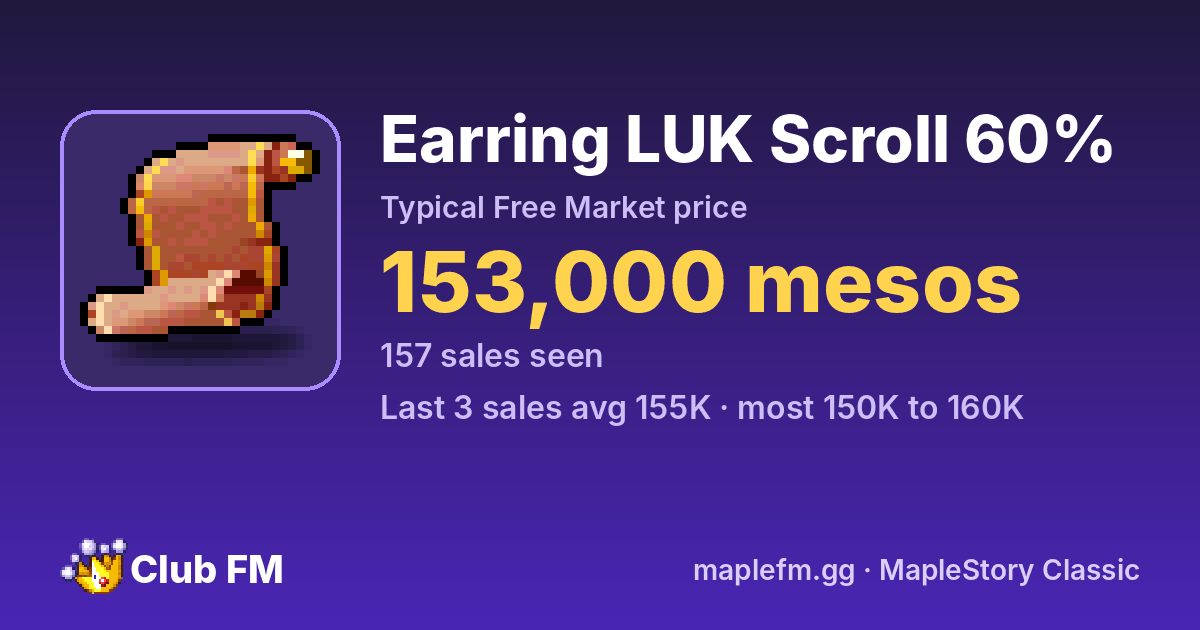 Earring LUK Scroll 60%
Typical Free Market price
153,000 mesos
157 sales seen
Last 3 sales avg 155K · most 150K to 160K
Club FM
maplefm.gg · MapleStory Classic